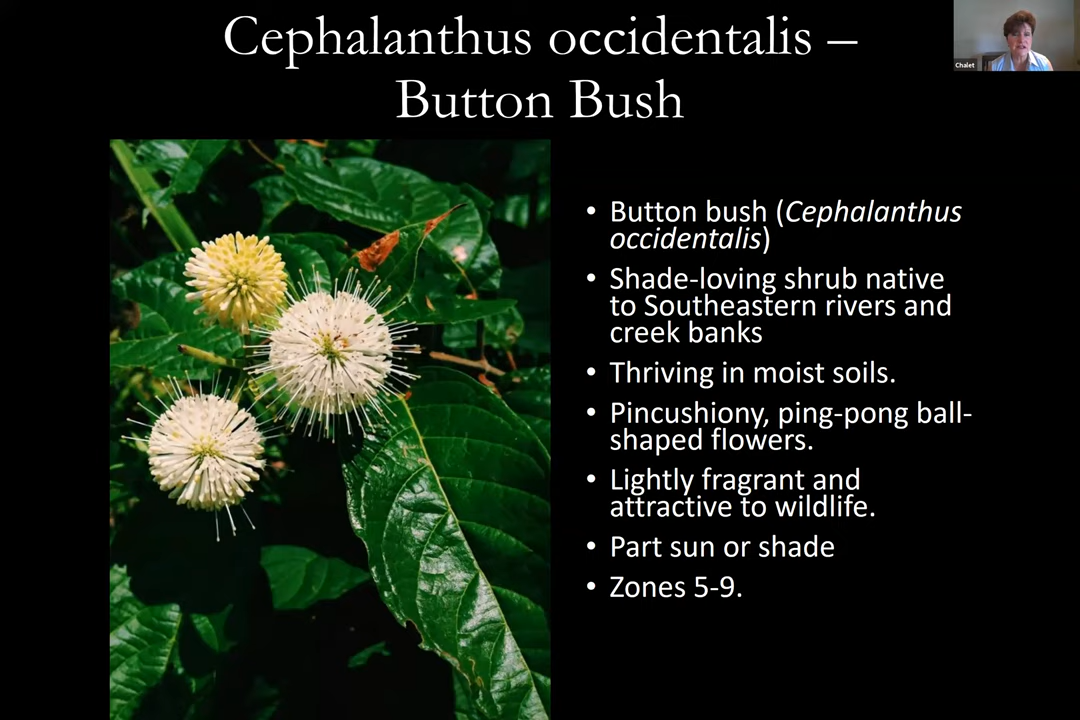 Cephalanthus occidentalis –
Button Bush
Chalet
• Button bush (Cephalanthus
occidentalis)
• Shade-loving shrub native
to Southeastern rivers and
creek banks
• Thriving in moist soils.
• Pincushiony, ping-pong ball-
shaped flowers.
• Lightly fragrant and
attractive to wildlife.
• Part sun or shade
• Zones 5-9.